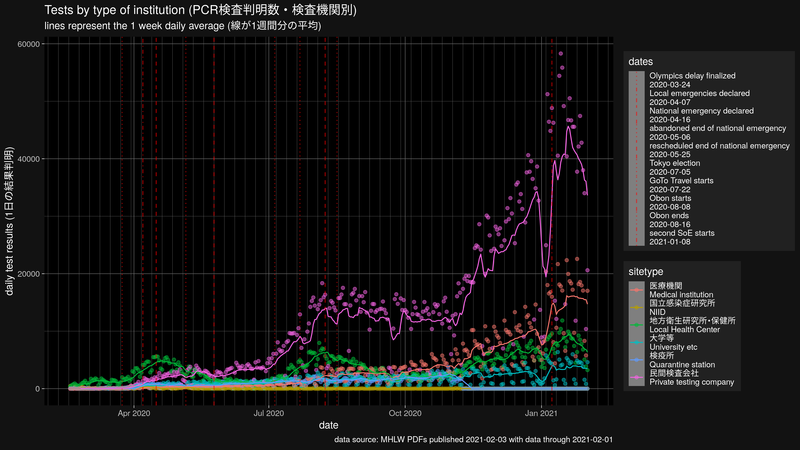 Tests by type of institution (PCR検査判明数・検査機関別)
lines represent the 1 week daily average (線が1週間分の平均)
daily test results (1日の結果判明)
60000
40000
20000
0
Apr 2020
Jul 2020
Oct 2020
Jan 2021
date
dates
Olympics delay finalized
2020-03-24
Local emergencies declared
2020-04-07
National emergency declared
2020-04-16
abandoned end of national emergency
2020-05-06
rescheduled end of national emergency
2020-05-25
Tokyo election
2020-07-05
GoTo Travel starts
2020-07-22
Obon starts
2020-08-08
Obon ends
2020-08-16
second SoE starts
2021-01-08
sitetype
医療機関
Medical institution
国立感染症研究所
NIID
地方衛生研究所・保健所
Local Health Center
大学等
University etc
検疫所
Quarantine station
民間検査会社
Private testing company
data source: MHLW PDFs published 2021-02-03 with data through 2021-02-01